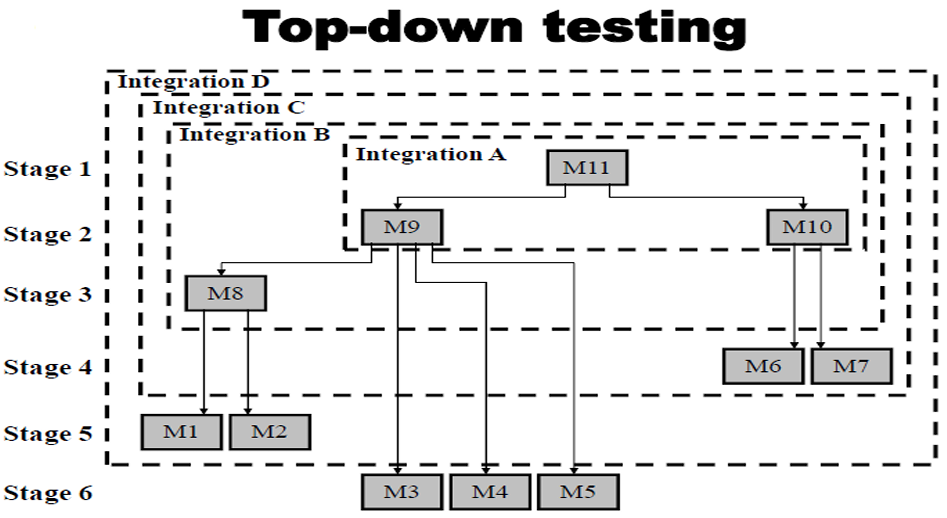 Top-down testing
Integration D
Integration C
Integration B
Integration A
Stage 1
M11
Stage 2
M9
M10
Stage 3
M8
Stage 4
M6
M7
Stage 5
M1
M2
Stage 6
M3
M4
M5